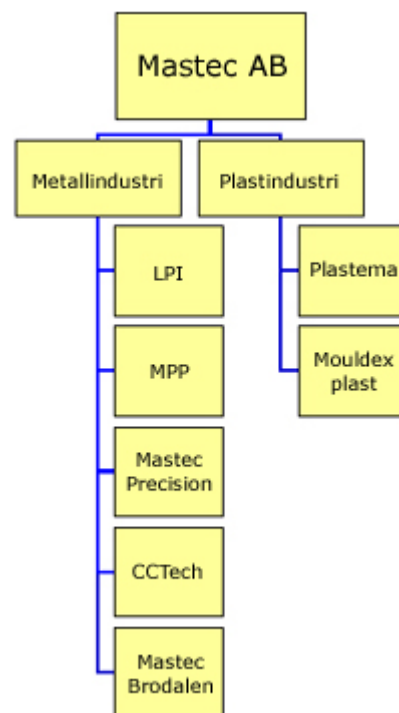 Mastec AB
Metallindustri
Plastindustri
LPI
MPP
Mastec
Precision
CCTech
Mastec
Brodalen
Plastema
Mouldex
plast